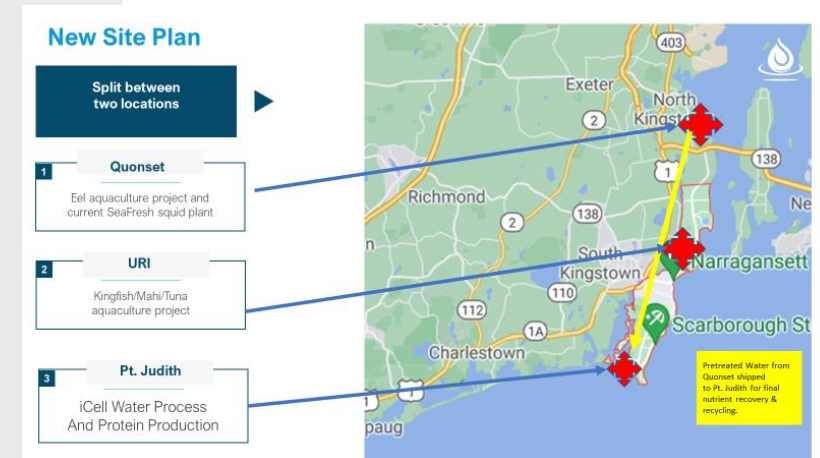 New Site Plan
Split between
two locations
1
Quonset
Eel aquaculture project and
current SeaFresh squid plant
2
URI
Kingfish/Mahi/Tuna
aquaculture project
3
Pt. Judith
iCell Water Process
And Protein Production
403
Exeter
North
2
138
1
Richmond
138
2
South
Kingstown
Narragansett
110
112
1A
Scarborough St
Charlestown
1
1
paug
Pretreated Water from
Quonset shipped
to Pt. Judith for final
nutrient recovery &
recycling.